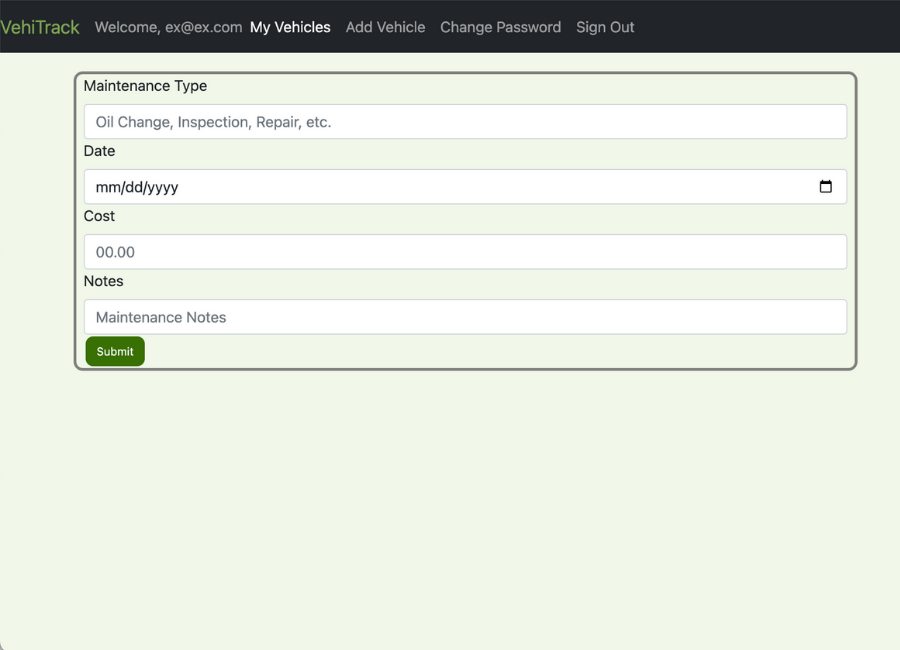 VehiTrack Welcome, ex@ex.com My Vehicles Add Vehicle Change Password Sign Out
Maintenance Type
Oil Change, Inspection, Repair, etc.
Date
mm/dd/yyyy
Cost
00.00
Notes
Maintenance Notes
Submit